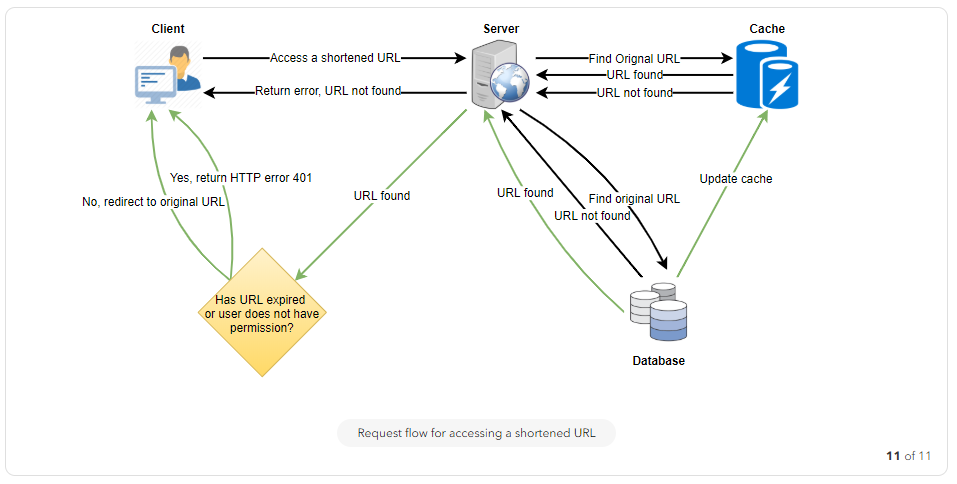 Client
Server
Cache
Access a shortened URL
Find Orignal URL
URL found
Return error, URL not found
URL not found
Yes, return HTTP error 401
Update cache
No, redirect to original URL
URL found
URL found
Find original URL
URL not found
Has URL expired
or user does not have
permission?
Database
Request flow for accessing a shortened URL
11 of 11